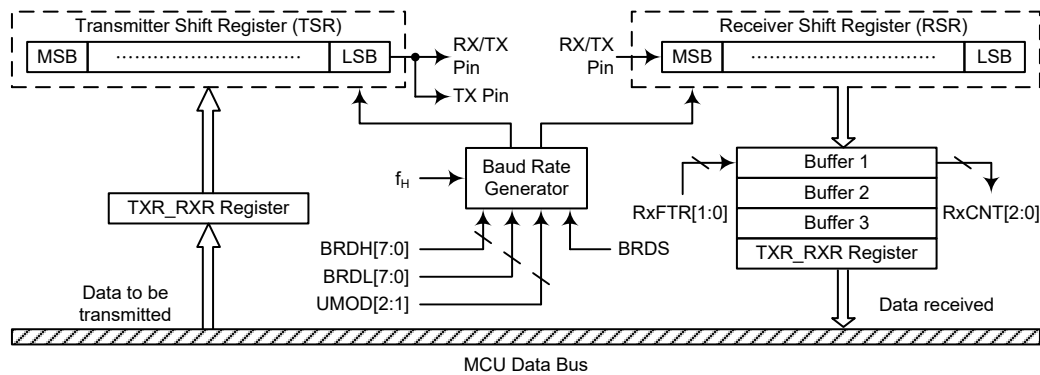 Transmitter Shift Register (TSR)
MSB
LSB
RX/TX
Pin
TX Pin
RX/TX
Pin
Receiver Shift Register (RSR)
MSB
LSB
Baud Rate
Generator
fH
TXR_RXR Register
BRDH[7:0]
BRDL[7:0]
UMOD[2:1]
BRDS
Buffer 1
Buffer 2
Buffer 3
TXR_RXR Register
RxFTR[1:0]
RxCNT[2:0]
Data to be
transmitted
Data received
MCU Data Bus